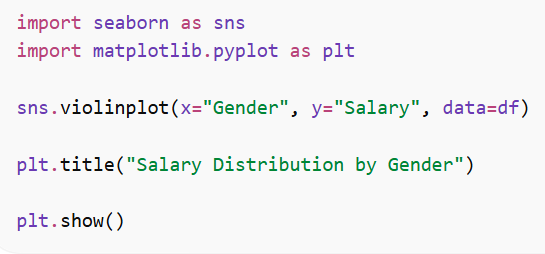 import seaborn as sns
import matplotlib.pyplot as plt
sns.violinplot(x="Gender", y="Salary", data=df)
plt.title("Salary Distribution by Gender")
plt.show()